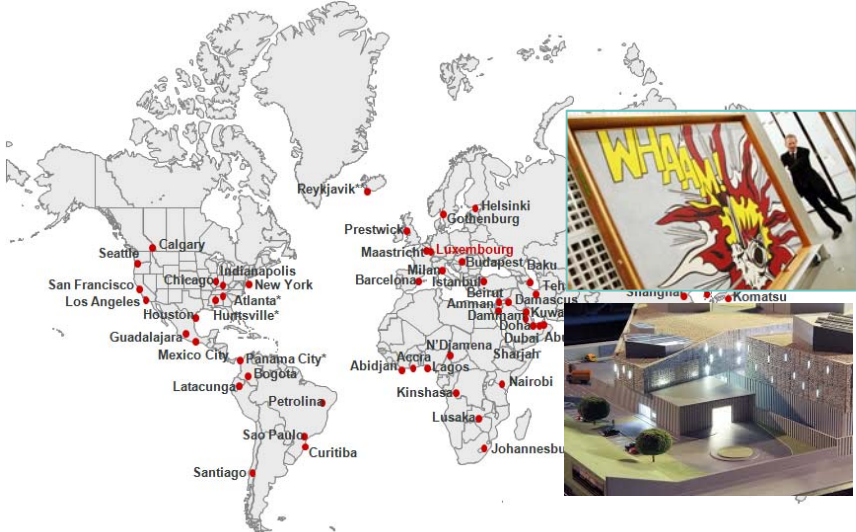 Reykjavik**
Helsinki
Gothenburg
Prestwick
Maastricht
Luxembourg
Budapest
Milan
Baku
Barcelona
Istanbul
Calgary
Seattle
Indianapolis
Chicago
New York
San Francisco
Los Angeles
Atlanta*
Huntsville*
Houston
Guadalajara
Mexico City
Panama City*
Bogota
Latacunga
Petrolina
Sao Paulo
Curitiba
Santiago
Beirut
Amman
Damascus
Dammam
Doha
Dubai
Sharjah
N'Djamena
Accra
Abidjan
Lagos
Nairobi
Kinshasa
Lusaka
Johannesbu
Komatsu
WHAAM!